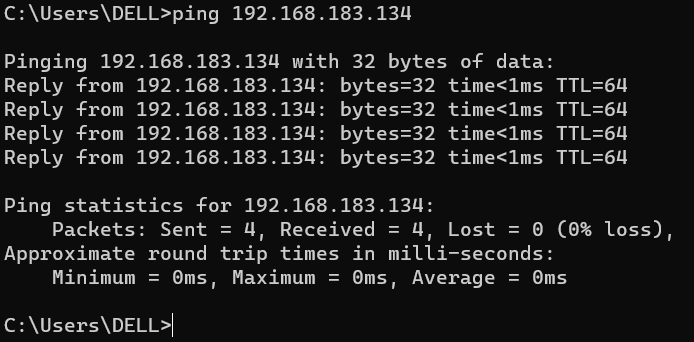 C:\Users\DELL>ping 192.168.183.134
Pinging 192.168.183.134 with 32 bytes of data:
Reply from 192.168.183.134: bytes=32 time<1ms TTL=64
Reply from 192.168.183.134: bytes=32 time<1ms TTL=64
Reply from 192.168.183.134: bytes=32 time<1ms TTL=64
Reply from 192.168.183.134: bytes=32 time<1ms TTL=64
Ping statistics for 192.168.183.134:
    Packets: Sent = 4, Received = 4, Lost = 0 (0% loss),
Approximate round trip times in milli-seconds:
    Minimum = 0ms, Maximum = 0ms, Average = 0ms
C:\Users\DELL>